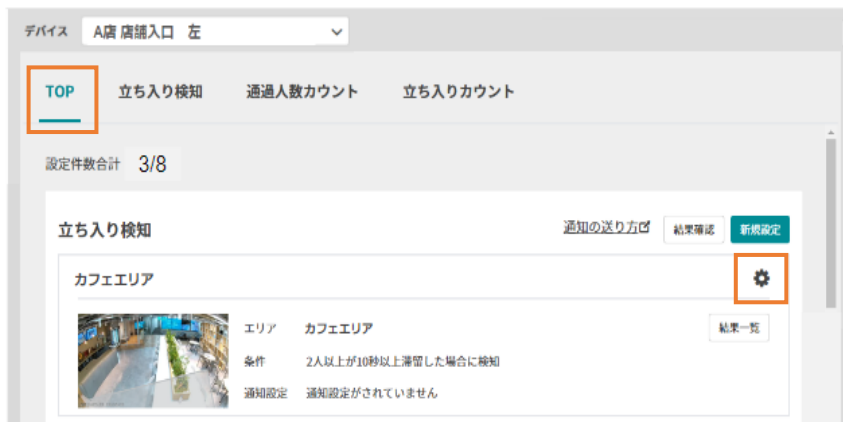 デバイス A店 店舗入口 左
TOP 立ち入り検知 通過人数カウント 立ち入りカウント
設定件数合計 3/8
立ち入り検知 通知の送り方 結果確認 新規設定
カフェエリア
エリア カフェエリア 結果一覧
条件 2人以上が10秒以上滞留した場合に検知
通知設定 通知設定がされていません